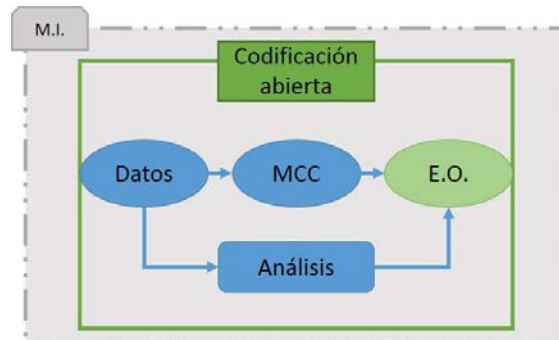 M.I.
Codificación
abierta
Datos
MCC
E.O.
Análisis